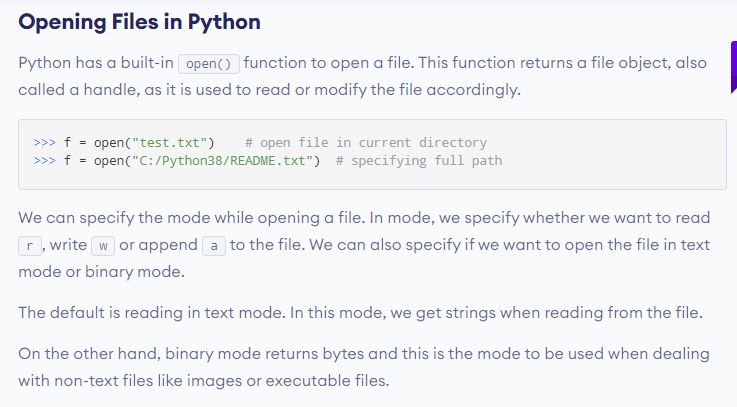 Opening Files in Python
Python has a built-in open() function to open a file. This function returns a file object, also
called a handle, as it is used to read or modify the file accordingly.
>>> f = open("test.txt")    # open file in current directory
>>> f = open("C:/Python38/README.txt")  # specifying full path
We can specify the mode while opening a file. In mode, we specify whether we want to read
r , write w or append a to the file. We can also specify if we want to open the file in text
mode or binary mode.
The default is reading in text mode. In this mode, we get strings when reading from the file.
On the other hand, binary mode returns bytes and this is the mode to be used when dealing
with non-text files like images or executable files.